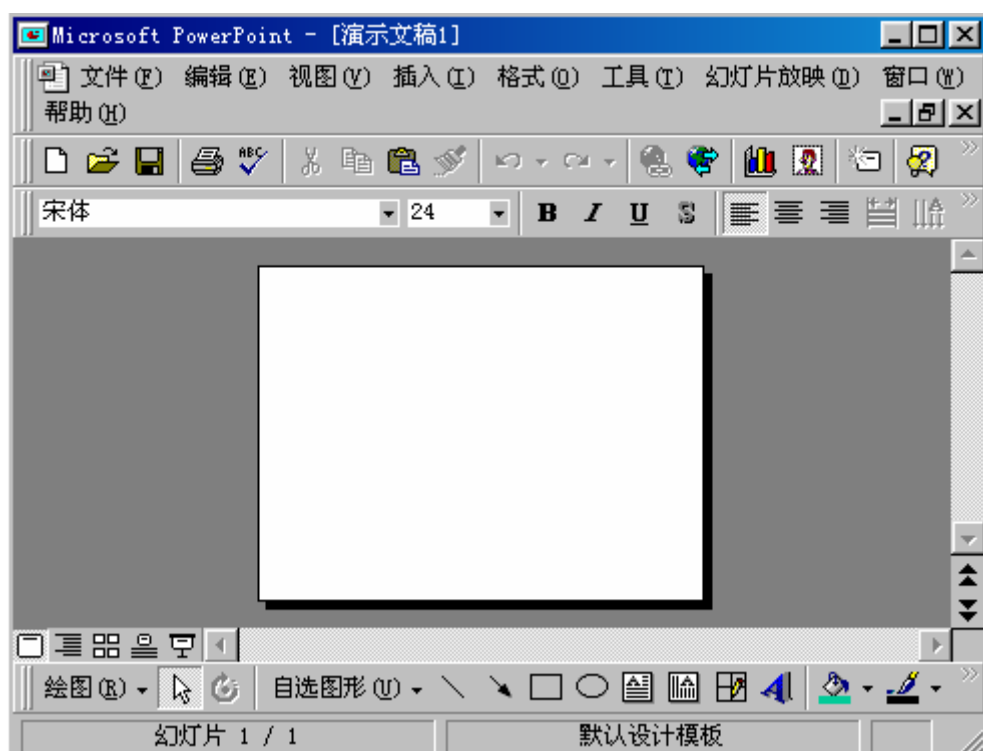 Microsoft PowerPoint - [演示文稿1]
文件(F) 编辑(E) 视图(V) 插入(I) 格式(O) 工具(T) 幻灯片放映(D) 窗口(W)
帮助(H)
ABC
宋体 24 B I U S
绘图(R) 自选图形(U)
幻灯片 1 / 1 默认设计模板